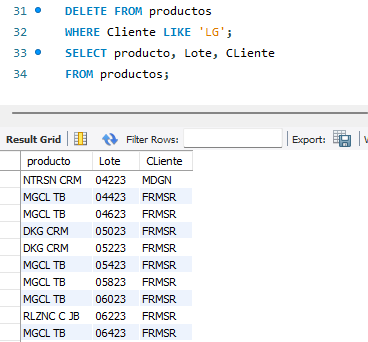 31 DELETE FROM productos
32 WHERE Cliente LIKE 'LG';
33 SELECT producto, Lote, CLiente
34 FROM productos;
Result Grid Filter Rows: Export:
producto Lote CLiente
NTRSN CRM 04223 MDGN
MGCL TB 04423 FRMSR
MGCL TB 04623 FRMSR
DKG CRM 05023 FRMSR
DKG CRM 05223 FRMSR
MGCL TB 05423 FRMSR
MGCL TB 05823 FRMSR
MGCL TB 06023 FRMSR
RLZNC C JB 06223 FRMSR
MGCL TB 06423 FRMSR